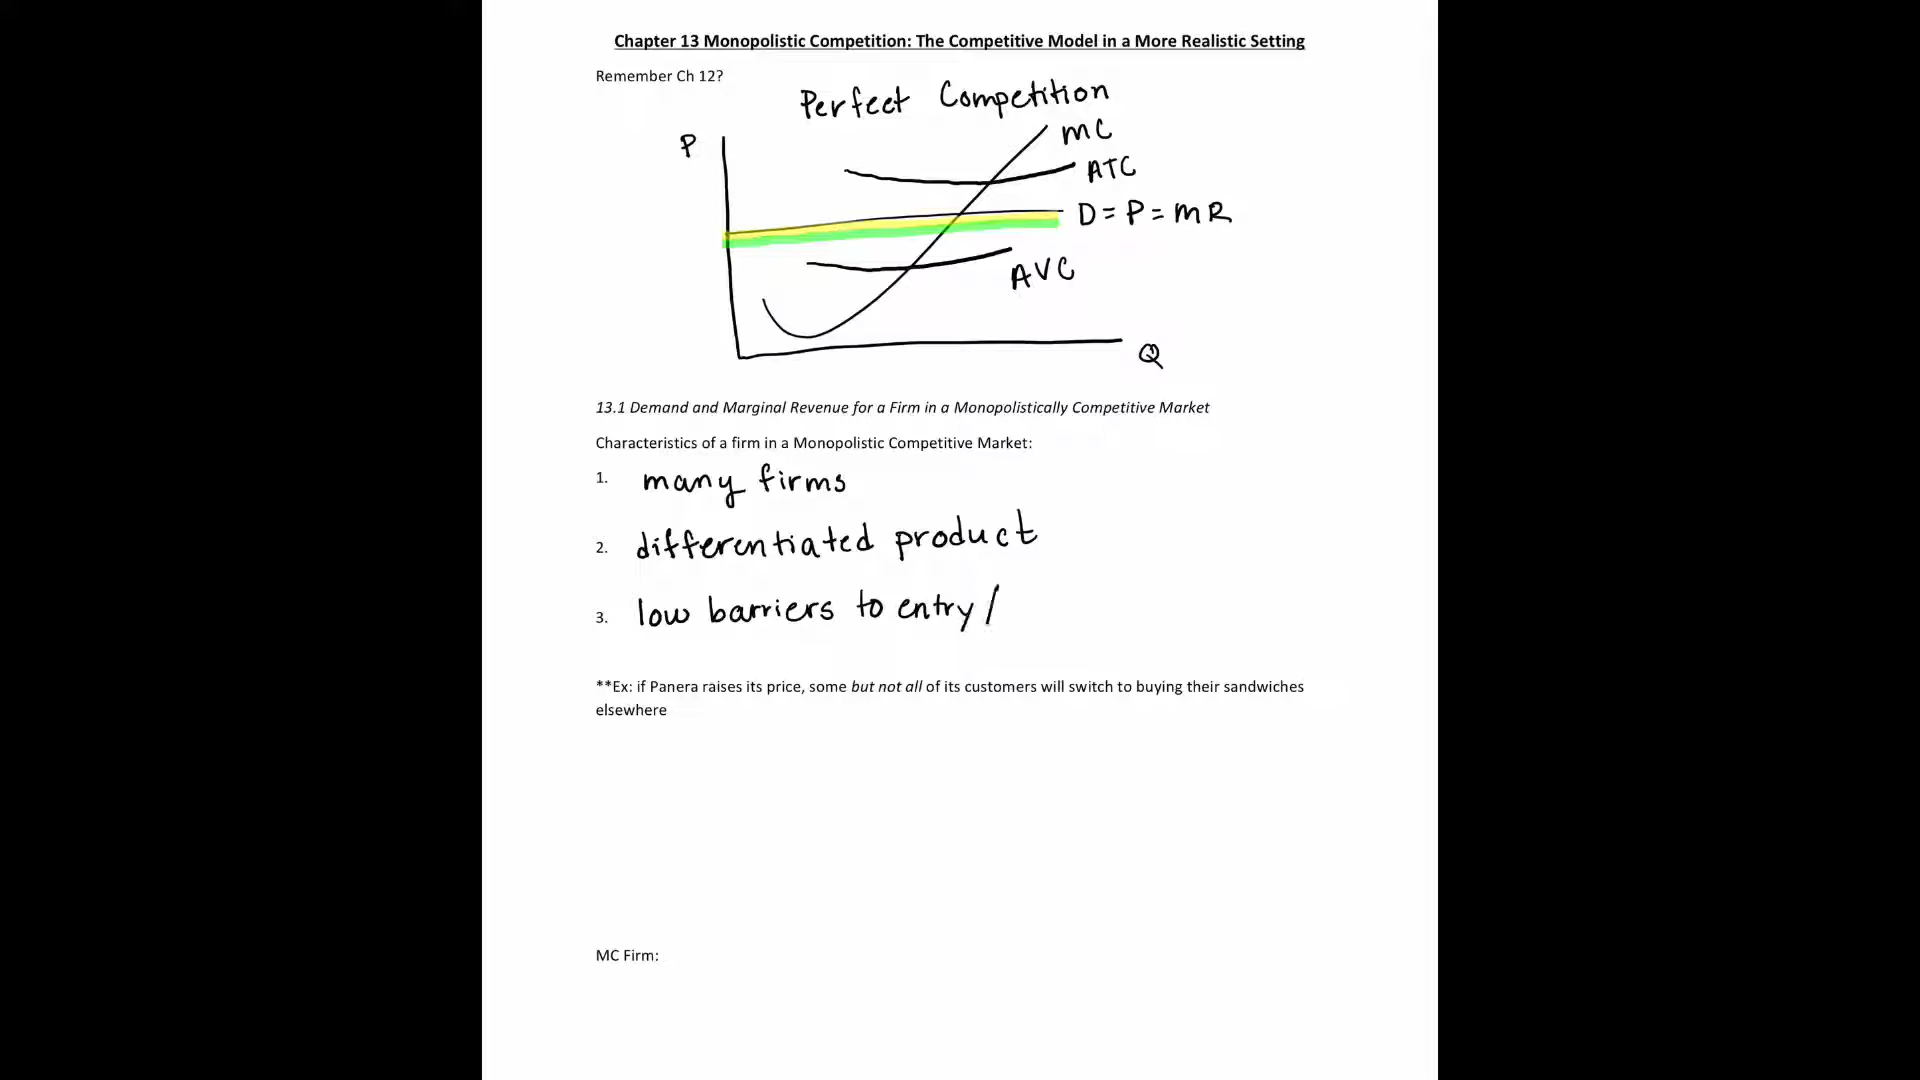 Chapter 13 Monopolistic Competition: The Competitive Model in a More Realistic Setting
Remember Ch 12?
Perfect Competition
P
MC
ATC
D = P = MR
AVC
Q
13.1 Demand and Marginal Revenue for a Firm in a Monopolistically Competitive Market
Characteristics of a firm in a Monopolistic Competitive Market:
1. many firms
2. differentiated product
3. low barriers to entry /
**Ex: if Panera raises its price, some but not all of its customers will switch to buying their sandwiches
elsewhere
MC Firm: